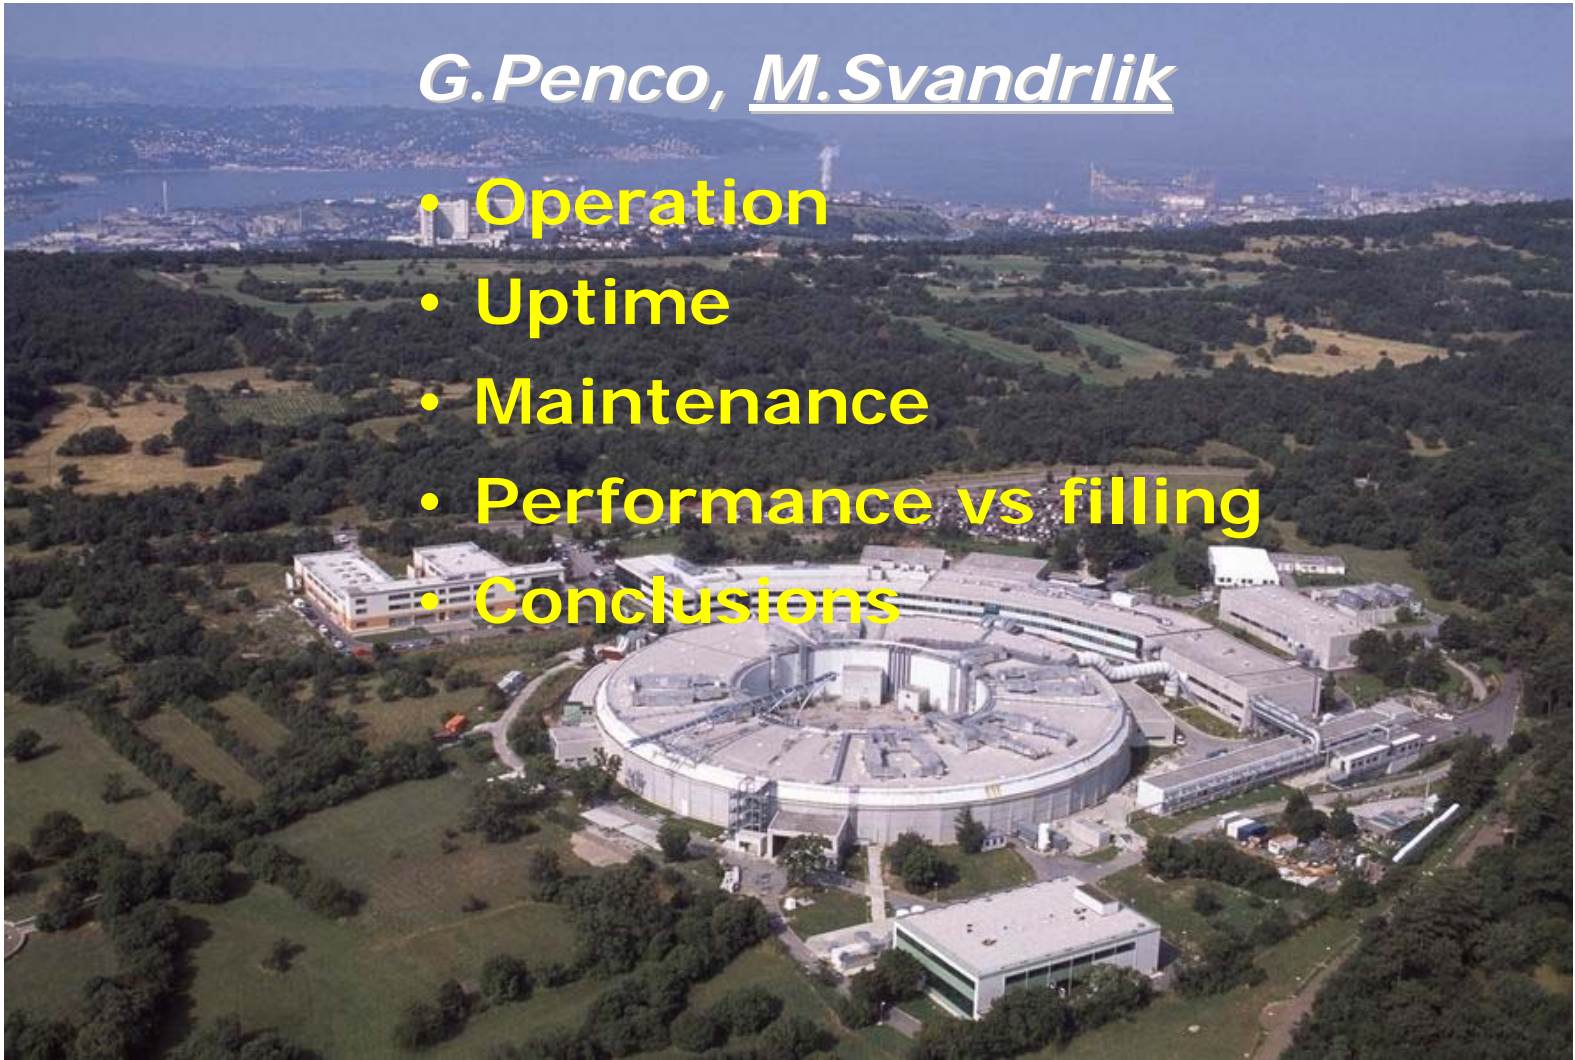 G.Penco, M.Svandrlik
• Operation
• Uptime
• Maintenance
• Performance vs filling
• Conclusions